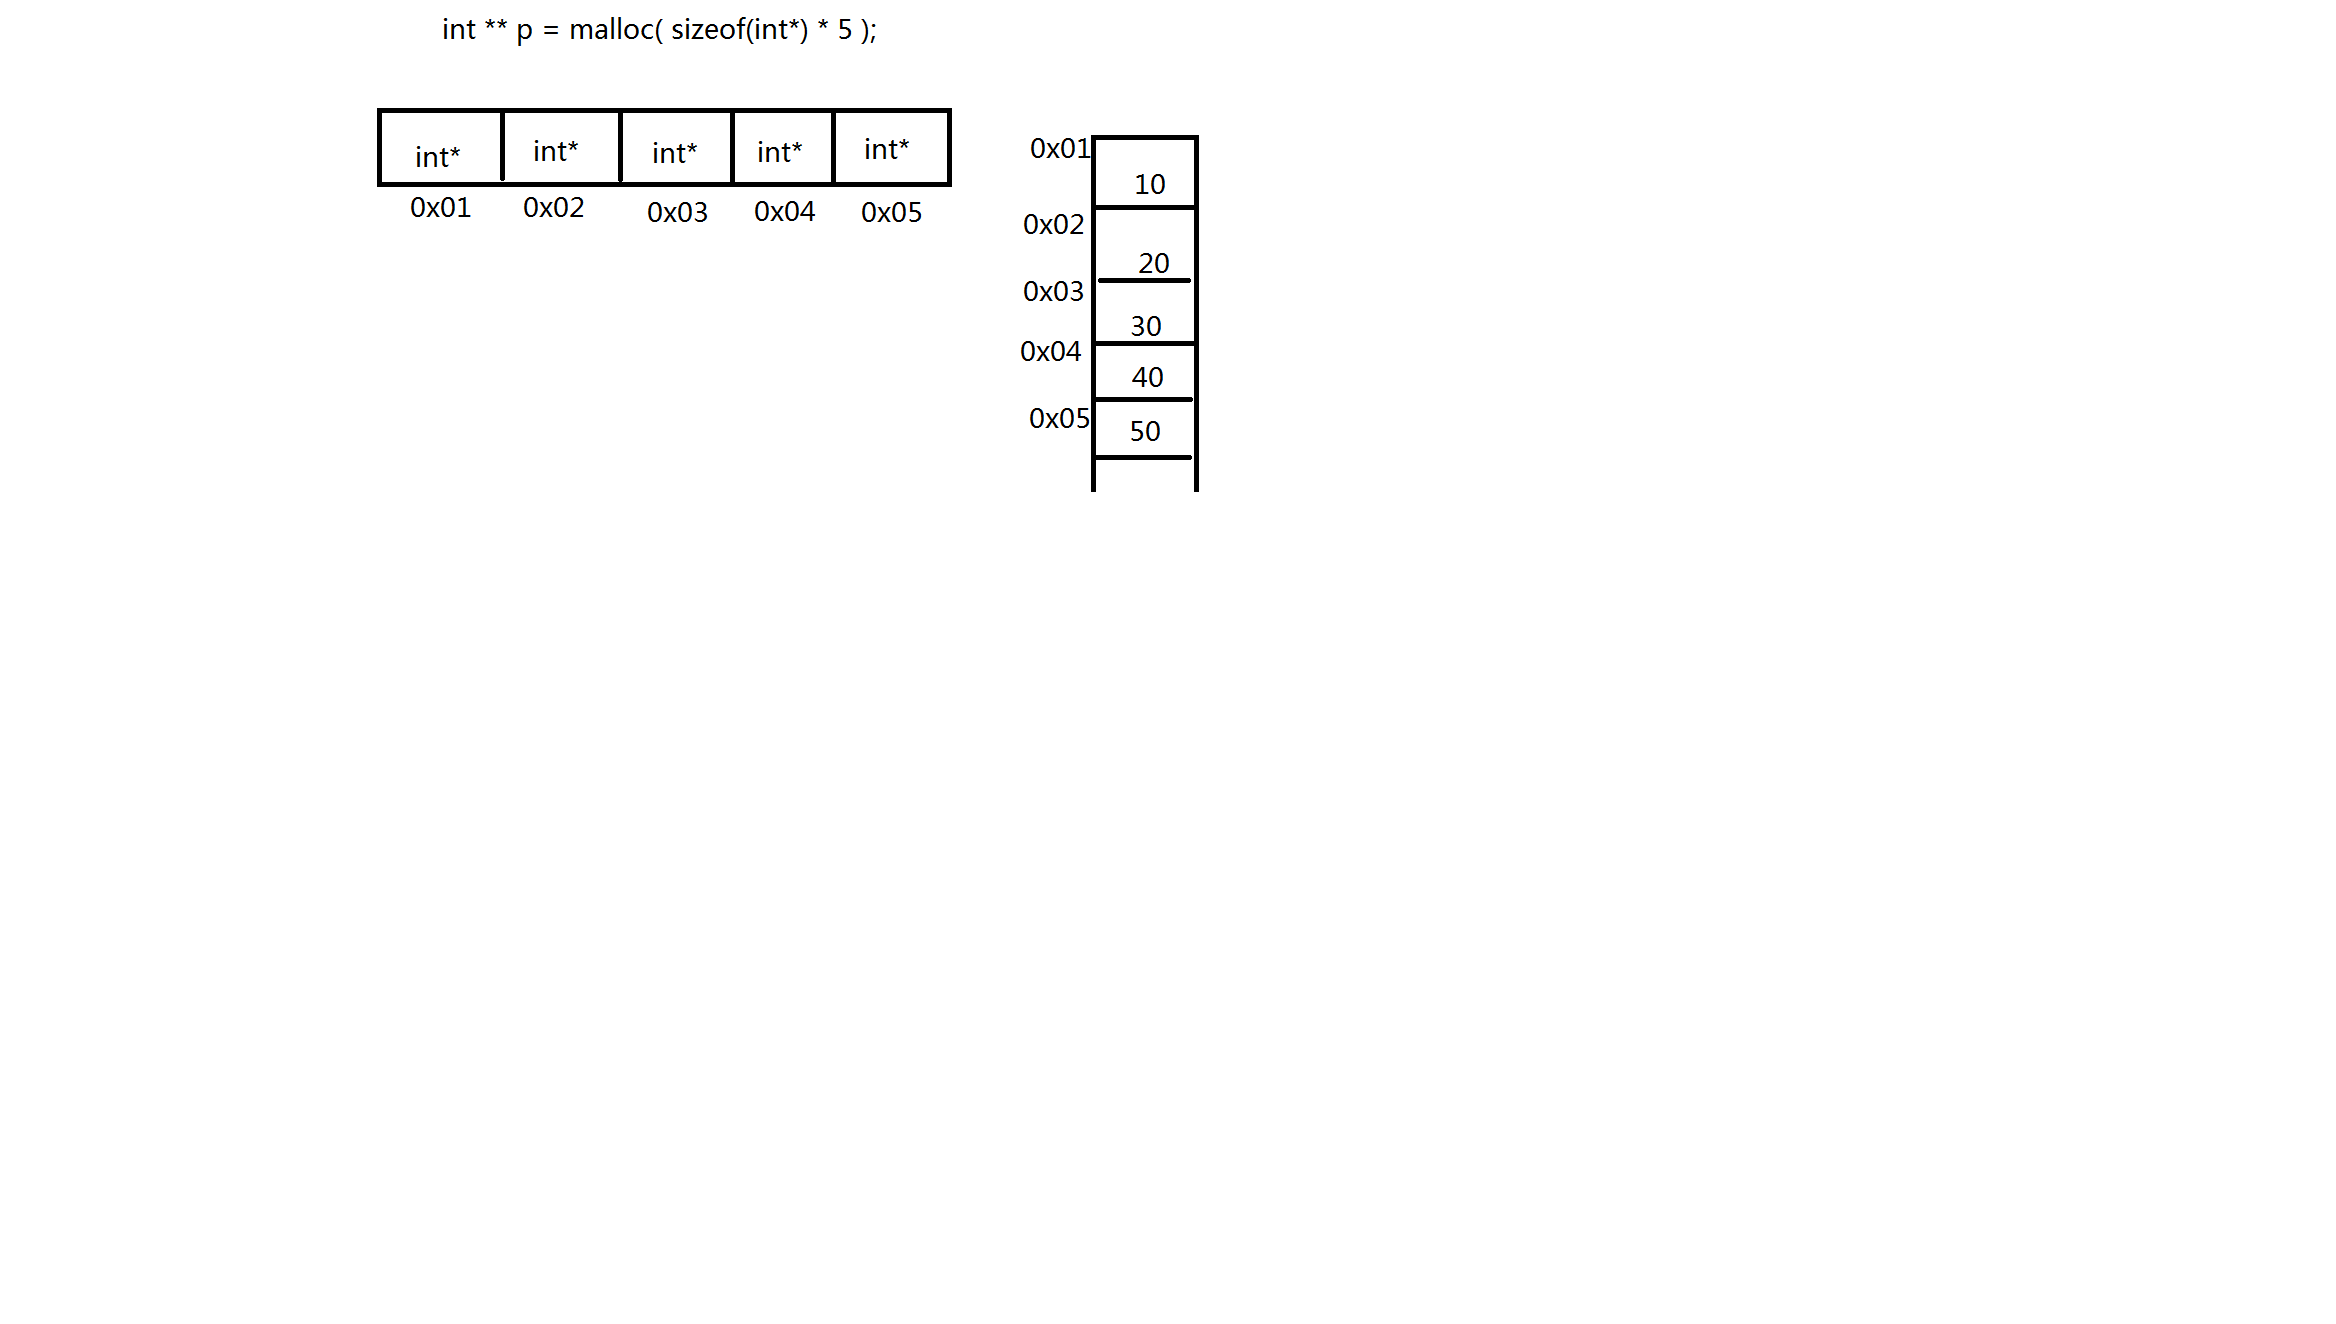 int ** p = malloc( sizeof(int*) * 5 );
int* int* int* int* int*
0x01 0x02 0x03 0x04 0x05
0x01
10
0x02
20
0x03
30
0x04
40
0x05
50